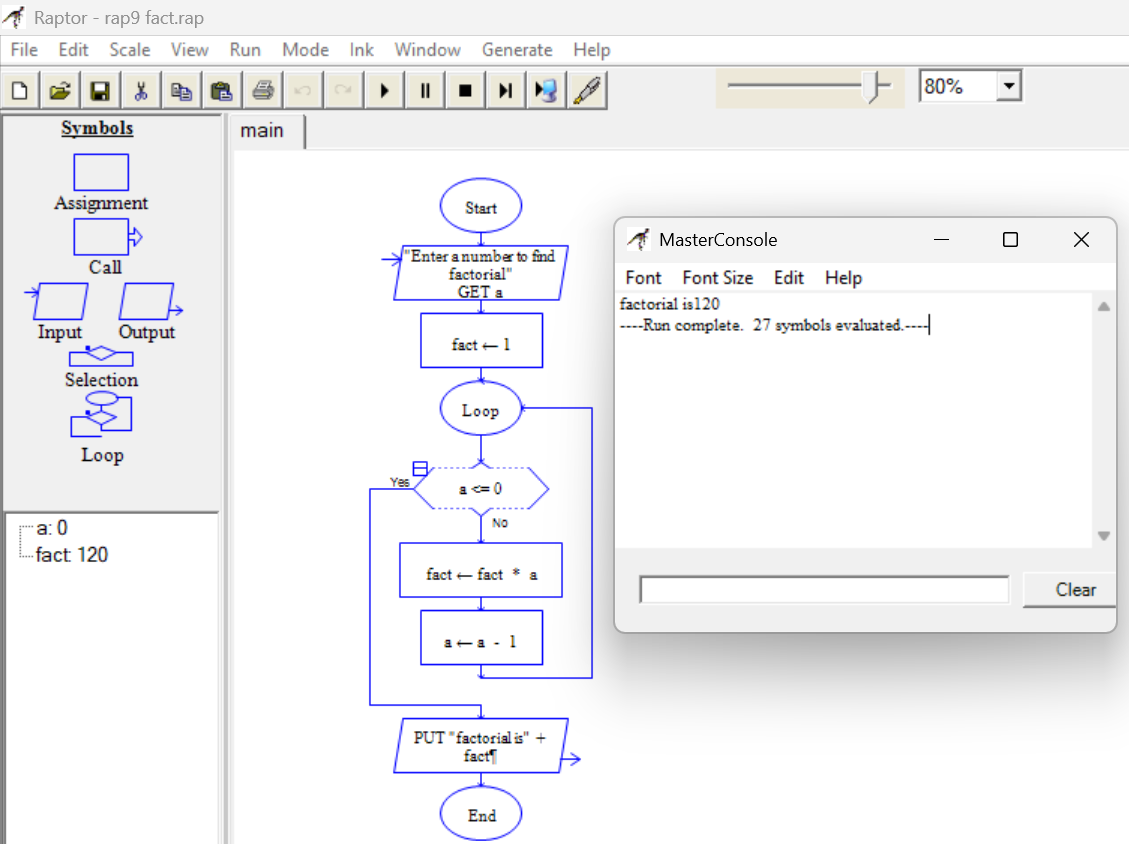 Raptor - rap9 fact.rap
File Edit Scale View Run Mode Ink Window Generate Help
80%
Symbols
Assignment
Call
Input Output
Selection
Loop
a: 0
fact: 120
main
Start
"Enter a number to find
factorial"
GET a
fact ← 1
Loop
Yes
a <= 0
No
fact ← fact * a
a ← a - 1
PUT "factorial is" +
fact¶
End
MasterConsole
Font Font Size Edit Help
factorial is120
----Run complete. 27 symbols evaluated.----
Clear